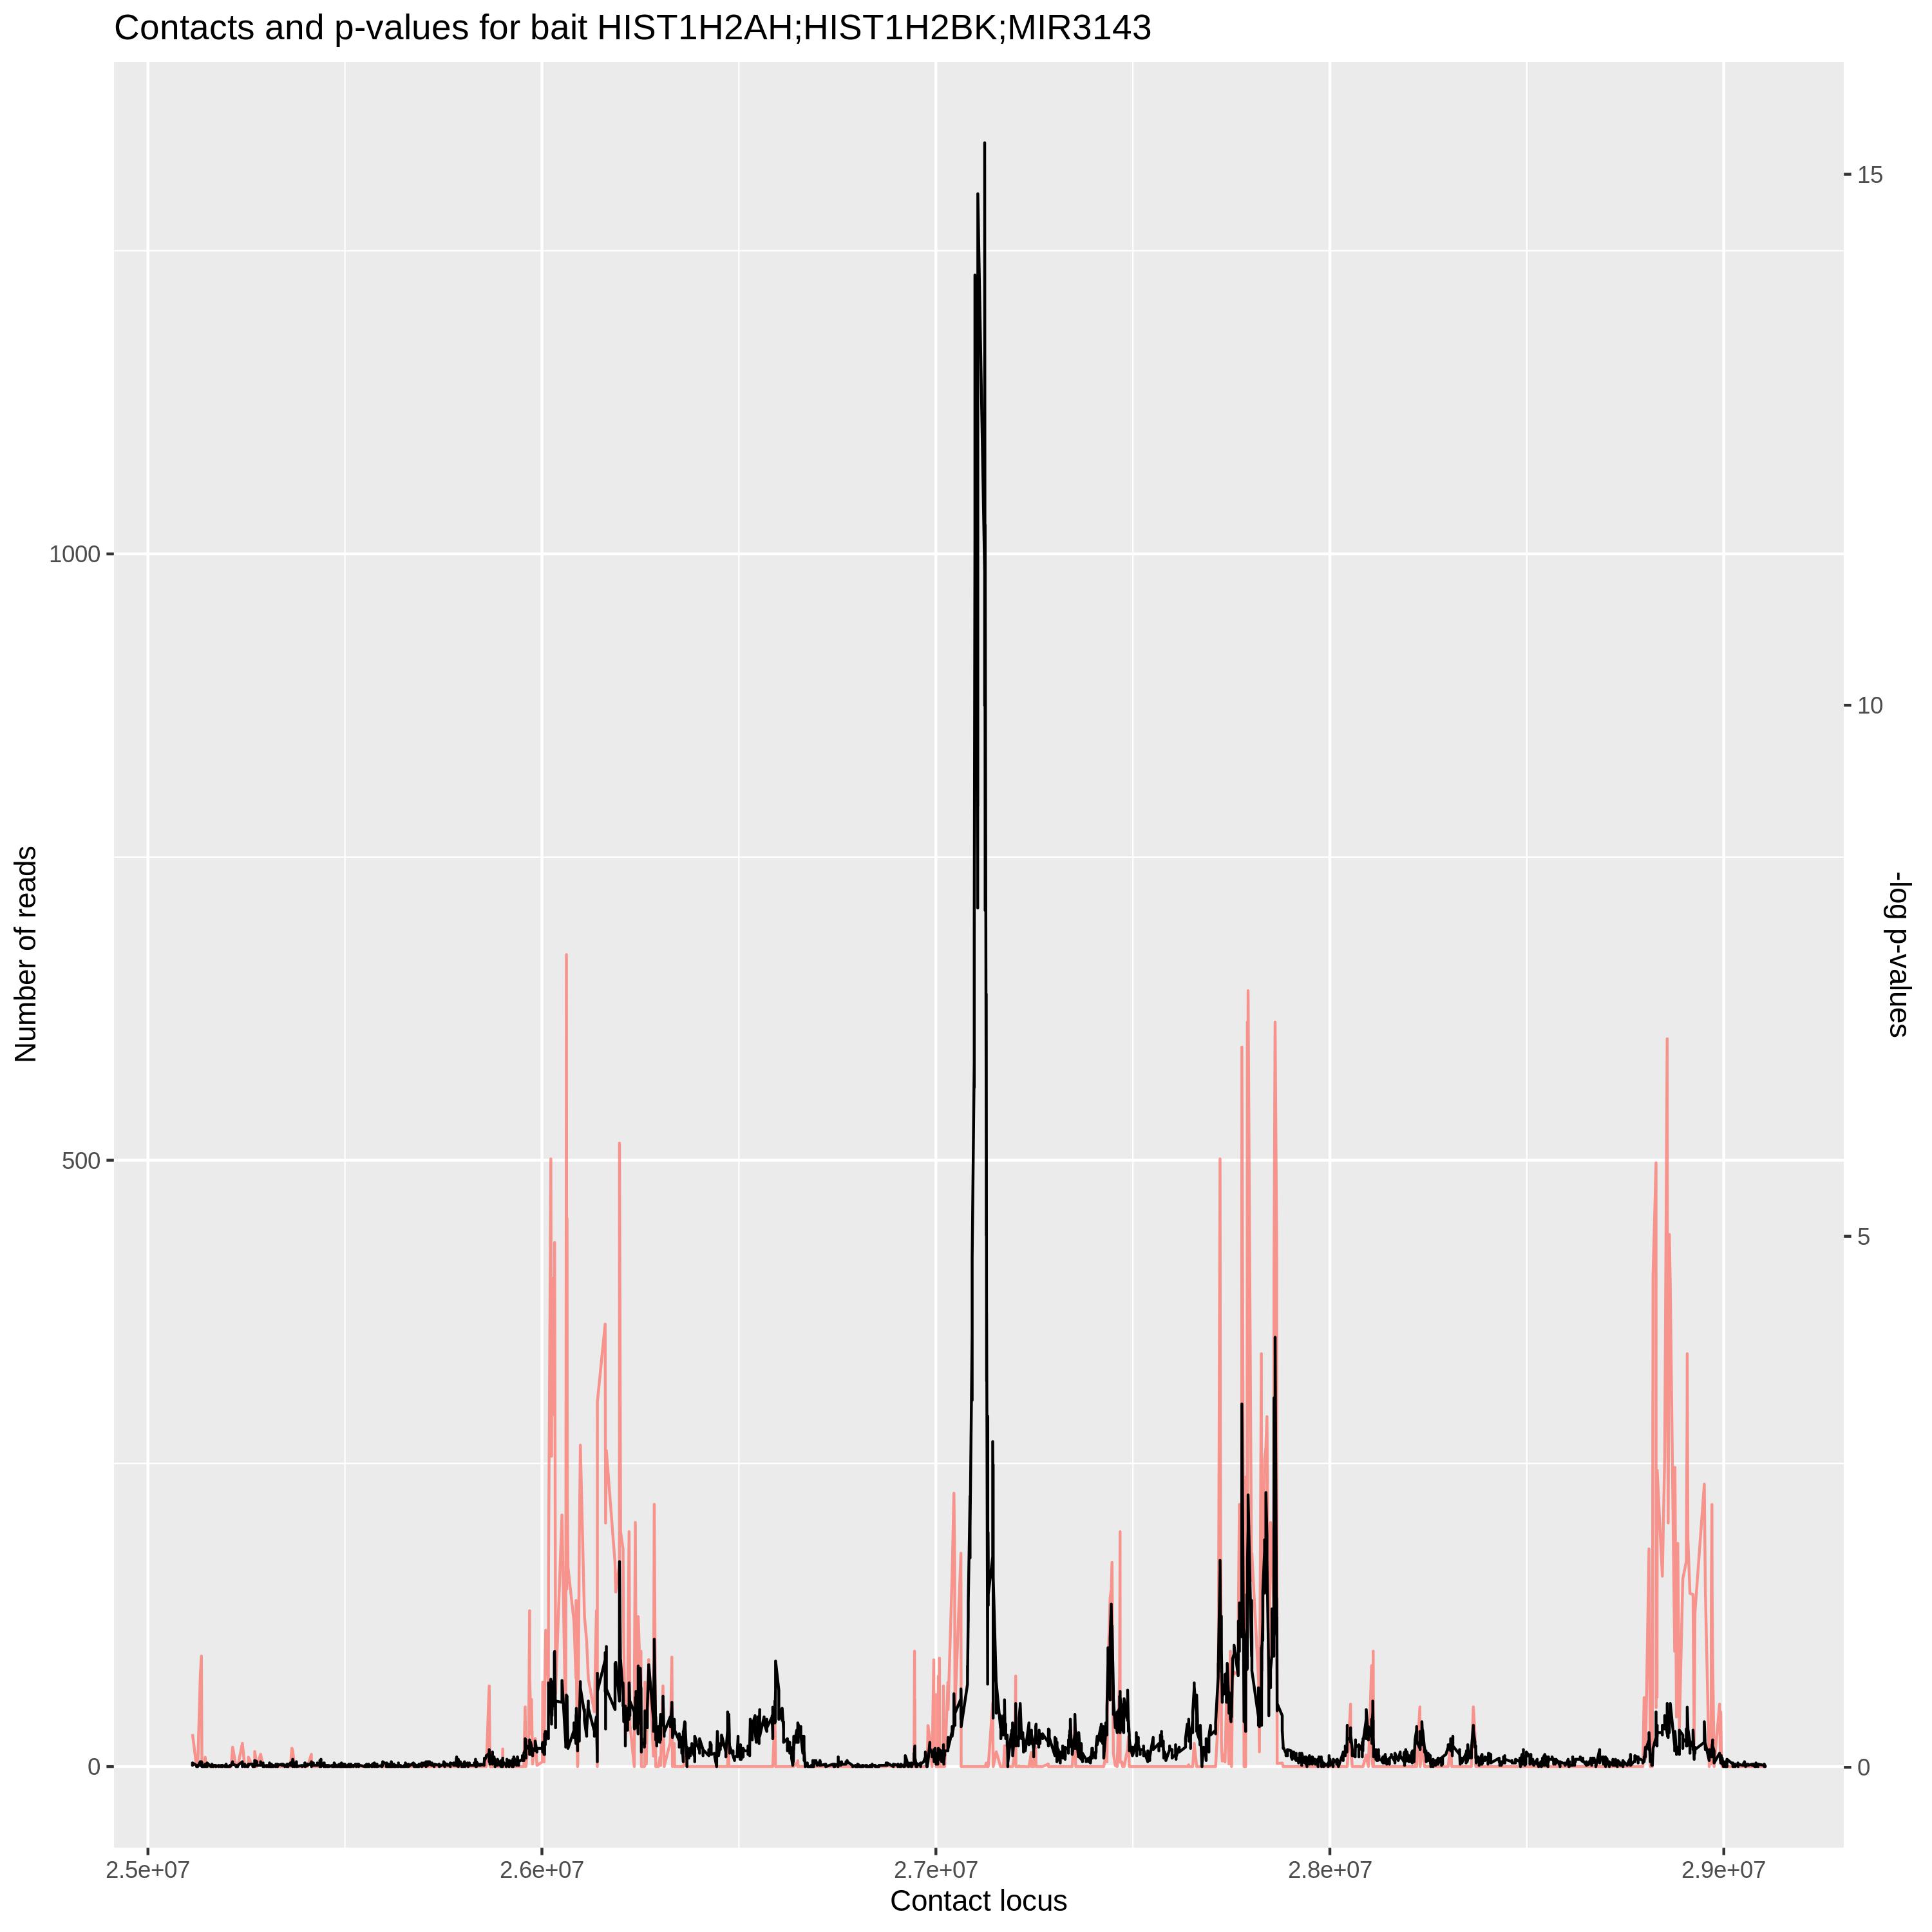 Contacts and p-values for bait HIST1H2AH;HIST1H2BK;MIR3143
Number of reads
1000
500
0
15
10
5
0
-log p-values
2.5e+07
2.6e+07
2.7e+07
2.8e+07
2.9e+07
Contact locus